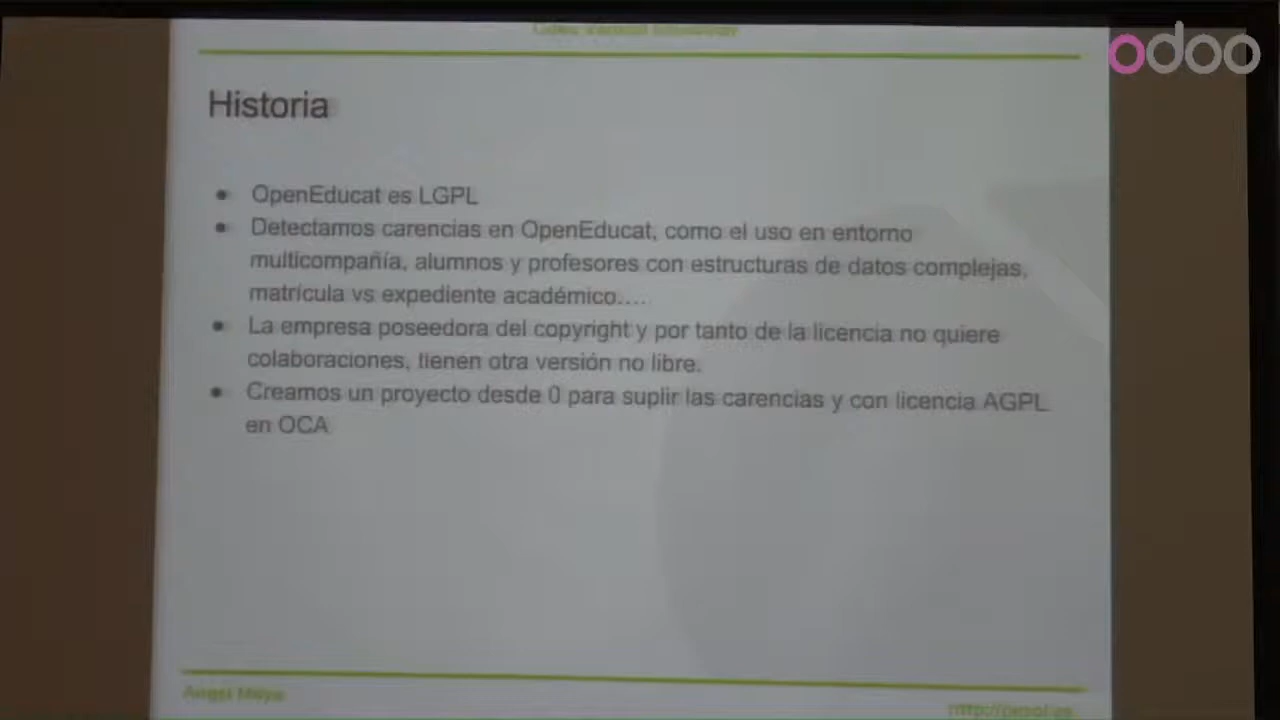 odoo
Historia
OpenEducat es LGPL
Detectamos carencias en OpenEducat, como el uso en entorno
multicompañía, alumnos y profesores con estructuras de datos complejas,
matrícula vs expediente académico....
La empresa poseedora del copyright y por tanto de la licencia no quiere
colaboraciones, tienen otra versión no libre.
Creamos un proyecto desde 0 para suplir las carencias y con licencia AGPL
en OCA
Angel Moya